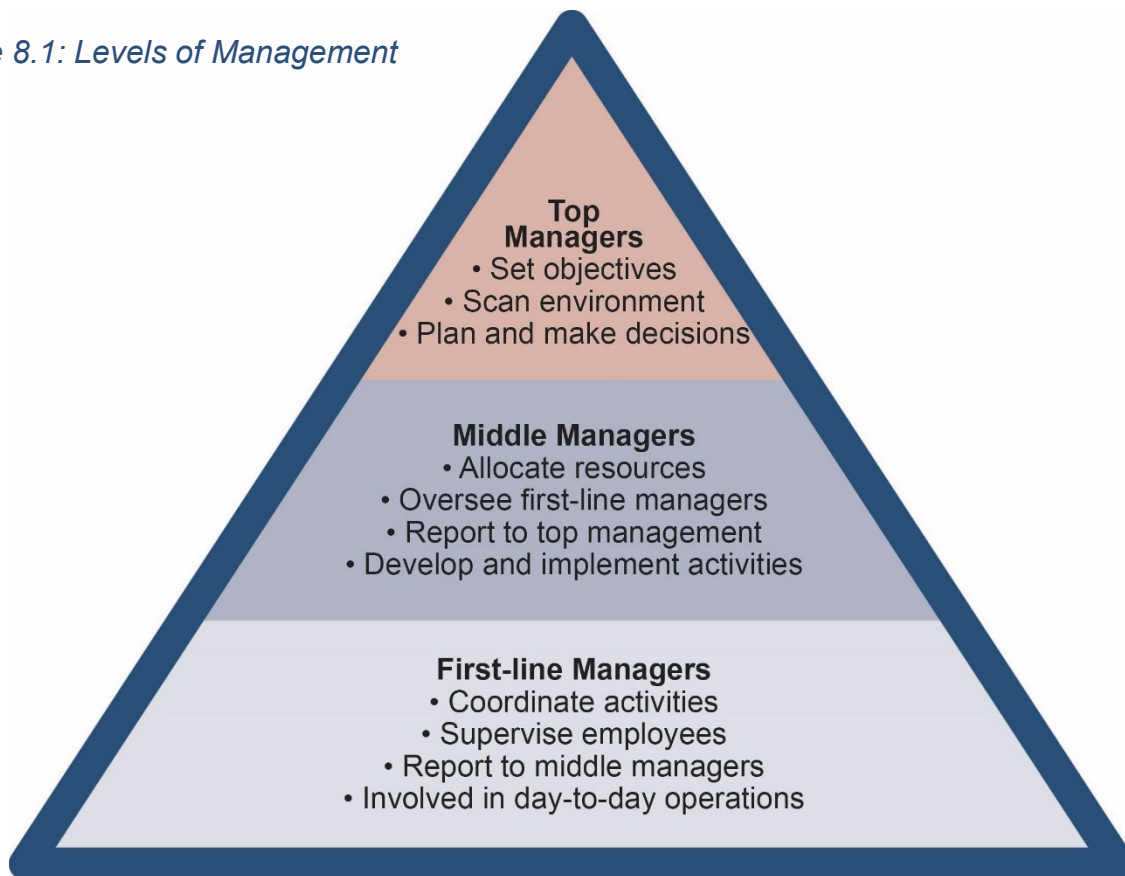 e 8.1: Levels of Management
Top
Managers
• Set objectives
• Scan environment
• Plan and make decisions
Middle Managers
• Allocate resources
• Oversee first-line managers
• Report to top management
• Develop and implement activities
First-line Managers
• Coordinate activities
• Supervise employees
• Report to middle managers
• Involved in day-to-day operations